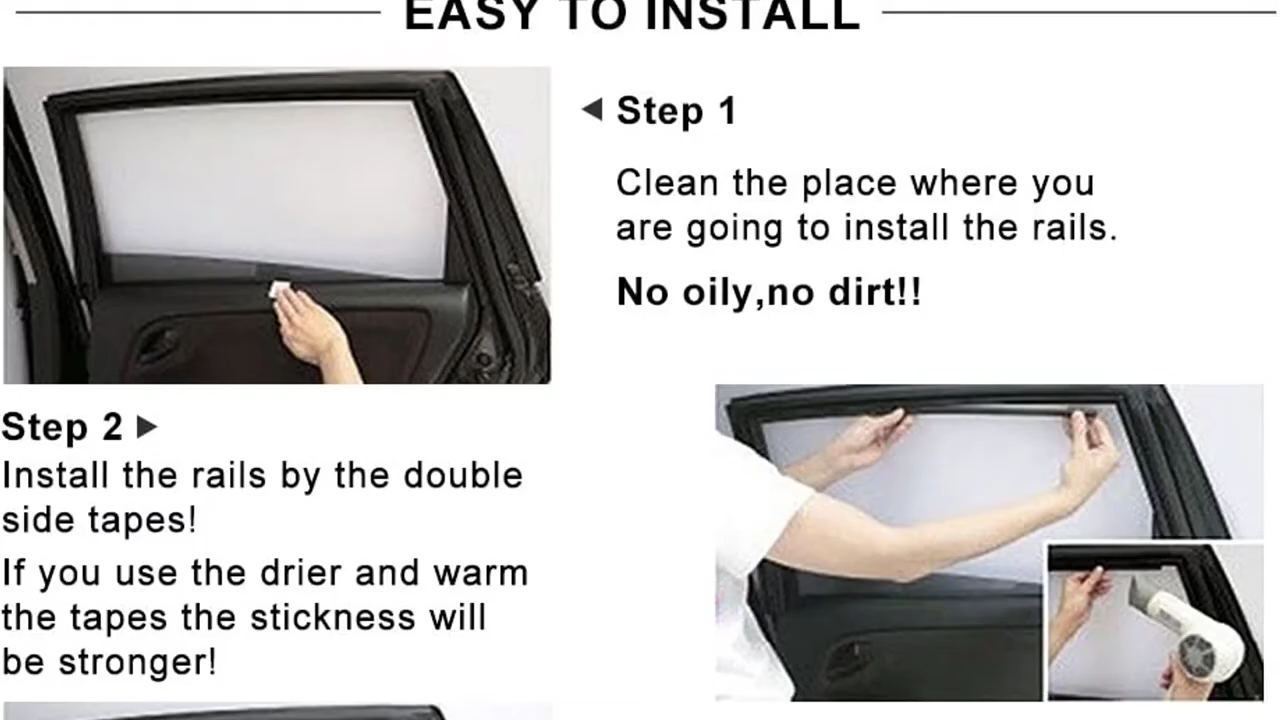 EASY TO INSTALL
Step 1
Clean the place where you
are going to install the rails.
No oily,no dirt!!
Step 2
Install the rails by the double
side tapes!
If you use the drier and warm
the tapes the stickness will
be stronger!